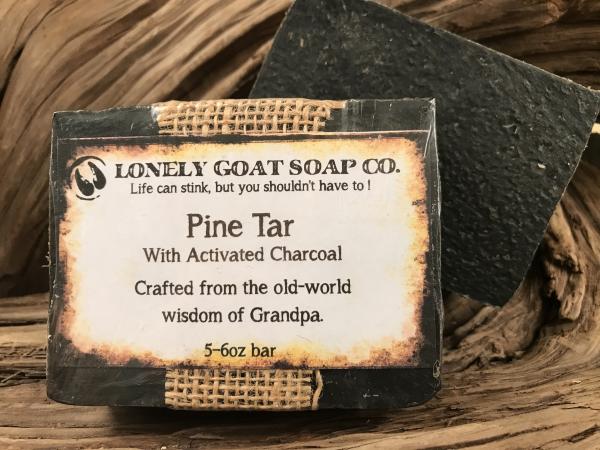 LONELY GOAT SOAP CO.
Life can stink, but you shouldn't have to !
Pine Tar
With Activated Charcoal
Crafted from the old-world
wisdom of Grandpa.
5-6oz bar